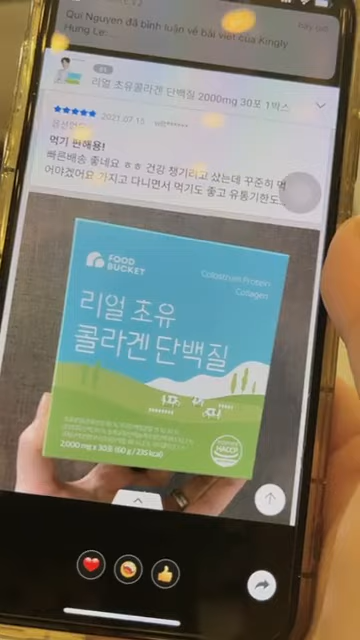 Qui Nguyen đã bình luận về bài viết của Kingly
Hung Le:
리얼 초유콜라겐 단백질 2000mg 30포 1박스
2021.07.15
먹기 편해용!
빠른배송 좋네요 ㅎㅎ 건강 챙기려고 샀는데 꾸준히 먹
어야겠어요 가지고 다니면서 먹기도 좋고 유통기한도
FOOD
BUCKET
Colostrum Protein
Collagen
리얼 초유
콜라겐 단백질
2,000 mg x 30포 (60 g / 235 kcal)
HACCP